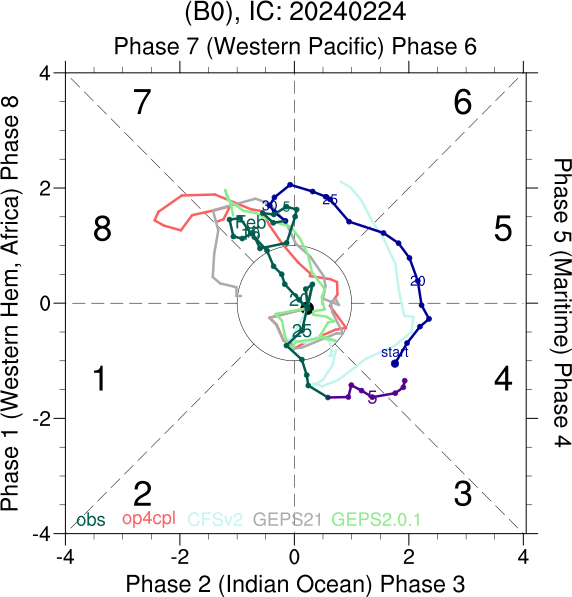 (B0), IC: 20240224
Phase 7 (Western Pacific) Phase 6
4
2
0
-2
-4
Phase 1 (Western Hem, Africa) Phase 8
7
6
8
5
1
4
2
3
30
5
25
Feb
20
20
25
start
5
obs
op4cpl
CFSv2
GEPS21
GEPS2.0.1
-4
-2
0
2
4
Phase 2 (Indian Ocean) Phase 3
Phase 5 (Maritime) Phase 4